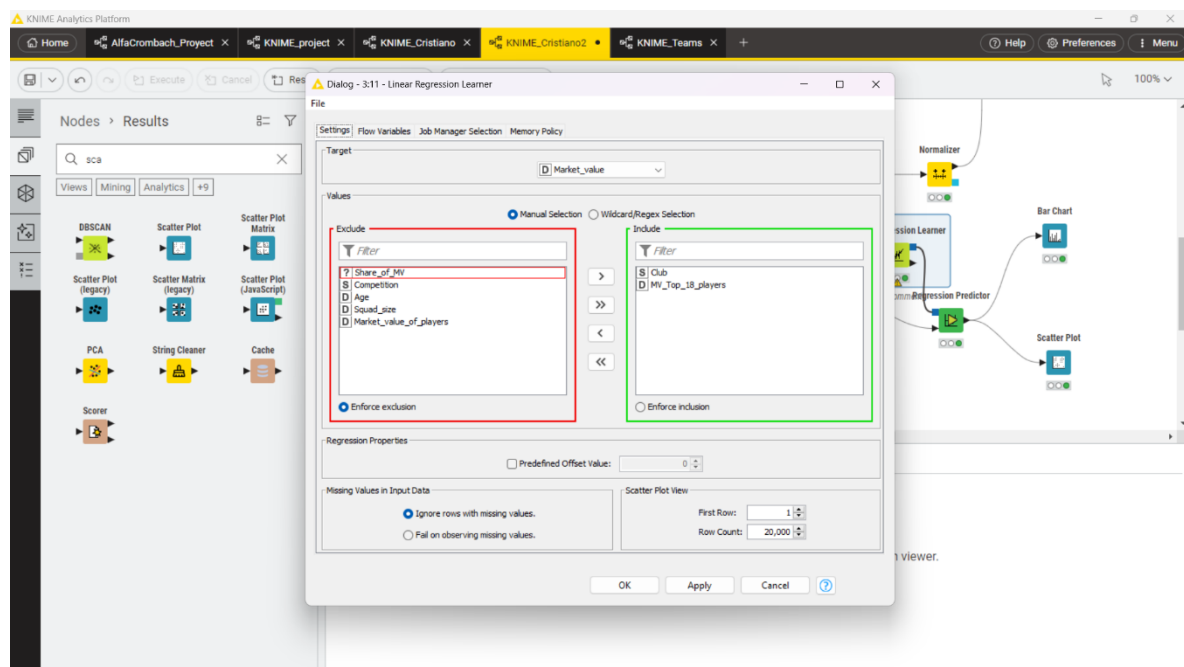 KNIME Analytics Platform
Home
AlfaCrombach_Proyect
KNIME_project
KNIME_Cristiano
KNIME_Cristiano2
KNIME_Teams
Help
Preferences
Menu
Execute
Cancel
Res
100%
Nodes > Results
sca
Views
Mining
Analytics
+9
DBSCAN
Scatter Plot
Scatter Plot Matrix
Scatter Plot (legacy)
Scatter Matrix (legacy)
Scatter Plot (JavaScript)
PCA
String Cleaner
Cache
Scorer
Dialog - 3:11 - Linear Regression Learner
File
Settings
Flow Variables
Job Manager Selection
Memory Policy
Target
D Market_value
Values
Manual Selection
Wildcard/Regex Selection
Exclude
Filter
? Share_of_MV
S Competition
D Age
D Squad_size
D Market_value_of_players
Enforce exclusion
>
>>
<
<<
Include
Filter
S Club
D MV_Top_18_players
Enforce inclusion
Regression Properties
Predefined Offset Value:
0
Missing Values in Input Data
Ignore rows with missing values.
Fail on observing missing values.
Scatter Plot View
First Row:
1
Row Count:
20,000
OK
Apply
Cancel
?
Normalizer
ssion Learner
Bar Chart
Regression Predictor
Scatter Plot
viewer.